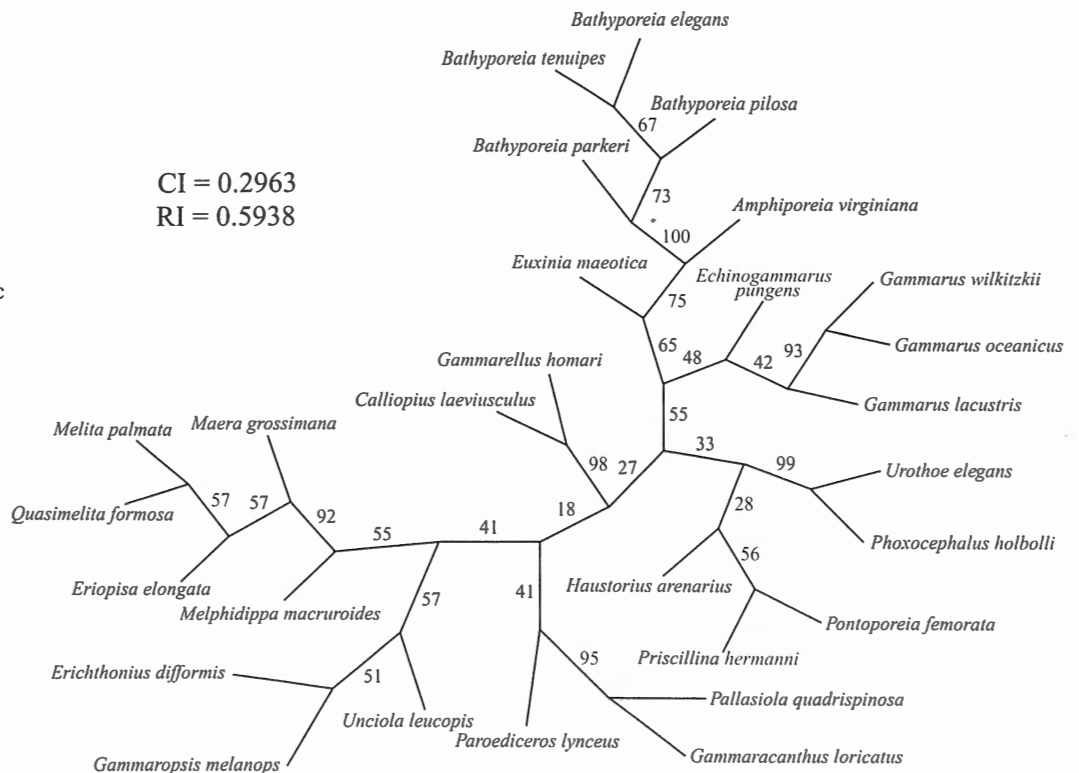 Bathyporeia elegans
Bathyporeia tenuipes
Bathyporeia pilosa
67
Bathyporeia parkeri
CI = 0.2963
RI = 0.5938
73
Amphiporeia virginiana
100
Euxinia maeotica
Echinogammarus
pungens
Gammarus wilkitzkii
c
75
65
48
42
93
Gammarus oceanicus
Gammarellus homari
Calliopius laeviusculus
Gammarus lacustris
55
Maera grossimana
Melita palmata
33
98
27
99
Urothoe elegans
57
57
Quasimelita formosa
92
18
28
55
41
Phoxocephalus holbolli
56
Eriopisa elongata
Haustorius arenarius
Melphidippa macruroides
57
41
Pontoporeia femorata
Priscillina hermanni
95
Erichthonius difformis
51
Pallasiola quadrispinosa
Unciola leucopis
Paroediceros lynceus
Gammaracanthus loricatus
Gammaropsis melanops